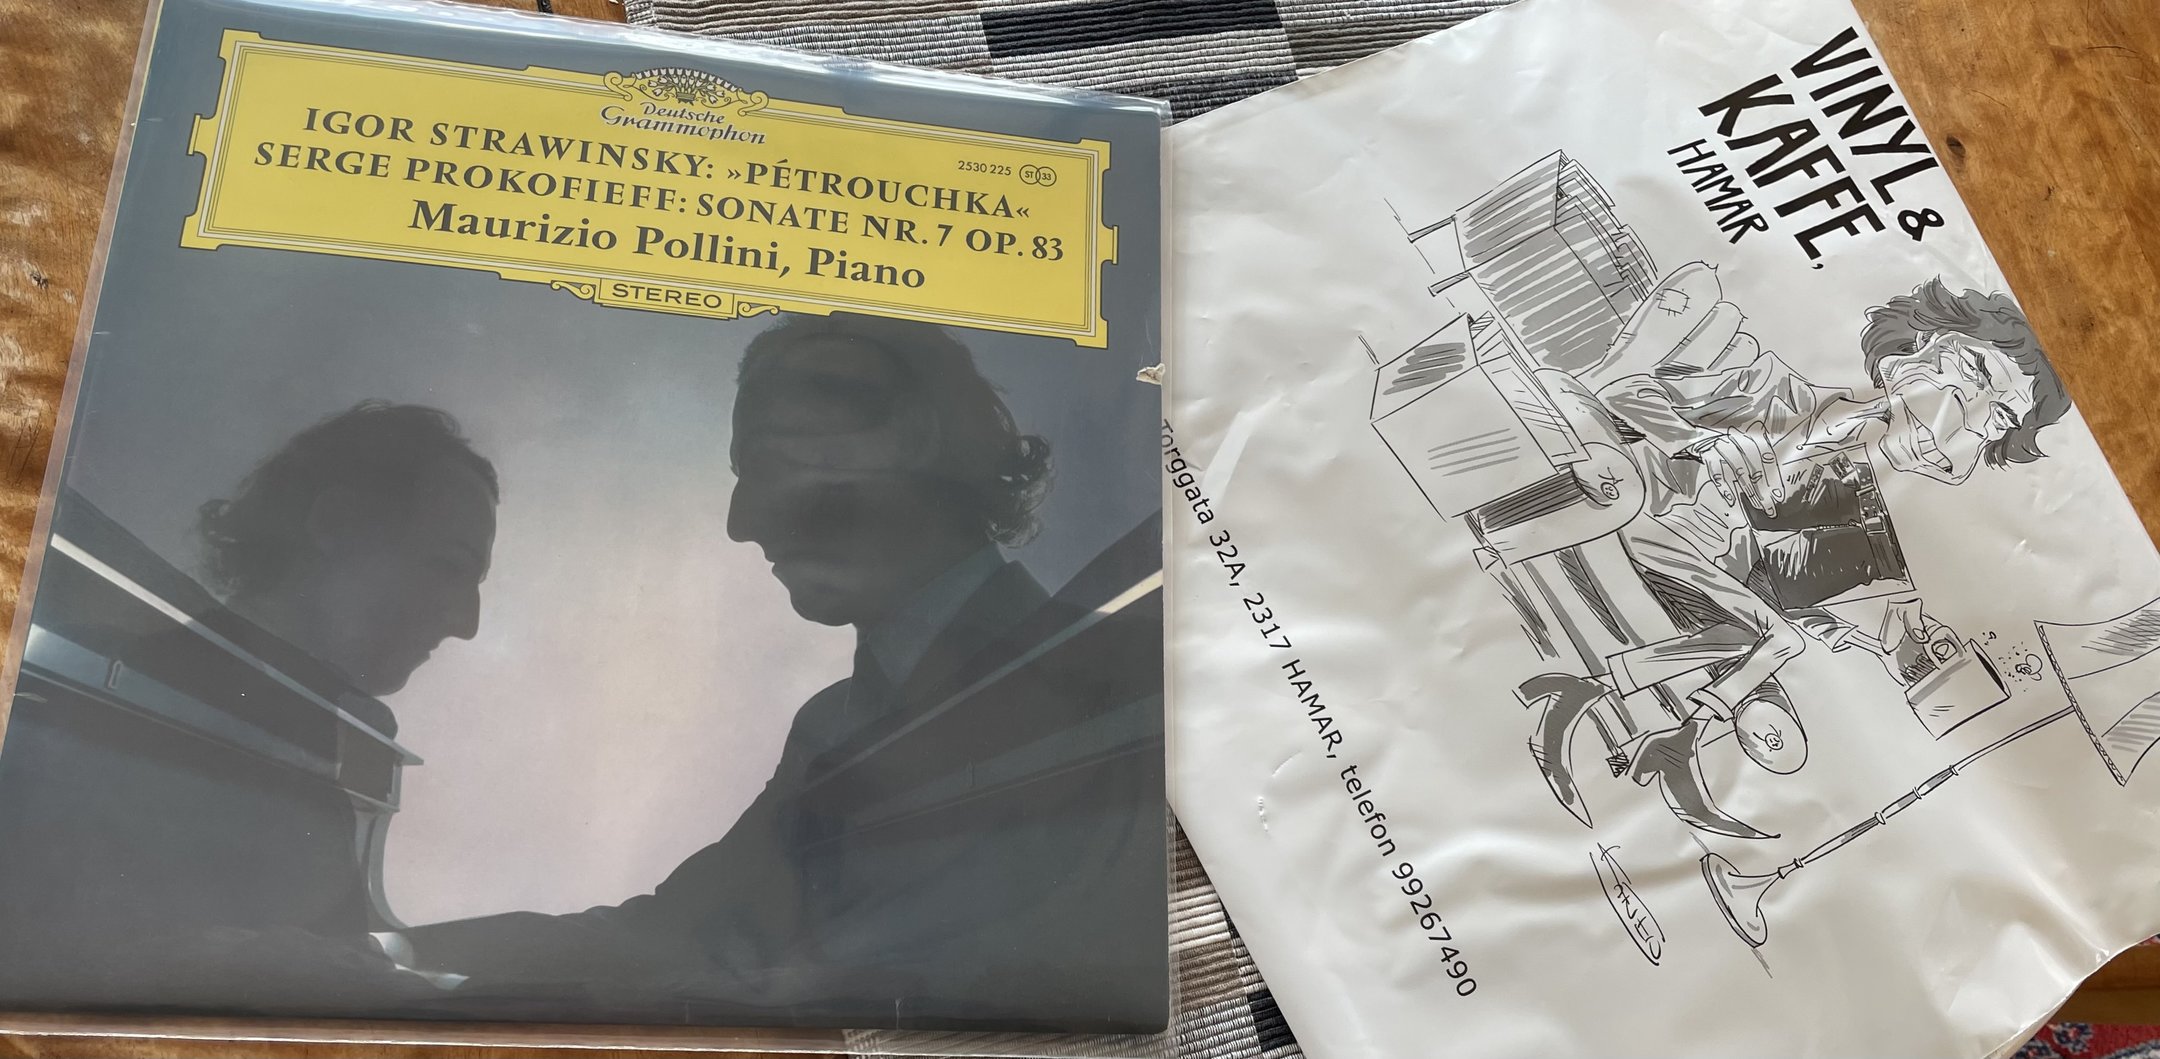 Deutsche
Grammophon
IGOR STRAWINSKY: »PÉTROUCHKA«
2530 225 ST 33
SERGE PROKOFIEFF: SONATE NR. 7 OP. 83
Maurizio Pollini, Piano
STEREO
VINYL &
KAFFE,
HAMAR
Torggata 32A, 2317 HAMAR, telefon 99267490